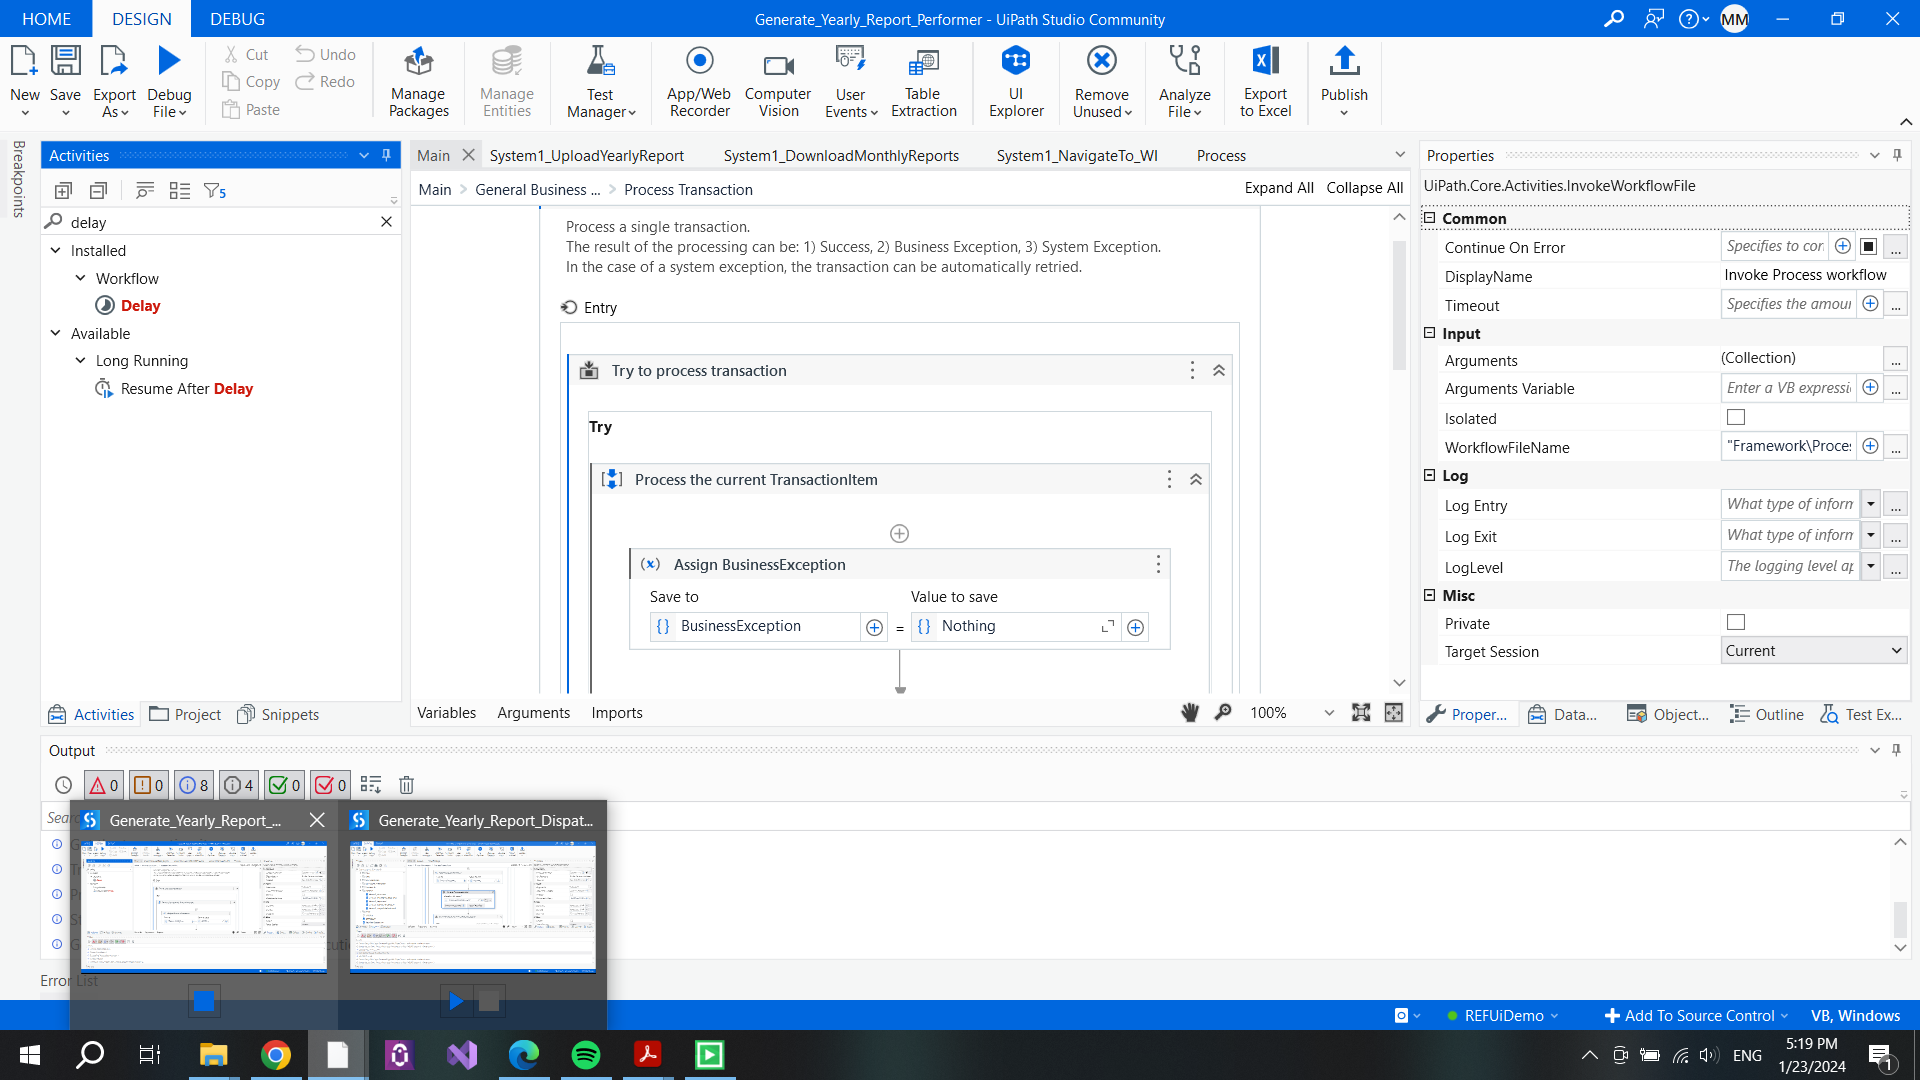 HOME DESIGN DEBUG
Generate_Yearly_Report_Performer - UiPath Studio Community
MM
New Save Export As Debug File
Cut Undo
Copy Redo
Paste
Manage Packages
Manage Entities
Test Manager
App/Web Recorder
Computer Vision
User Events
Table Extraction
UI Explorer
Remove Unused
Analyze File
Export to Excel
Publish
Breakpoints
Activities
5
delay
Installed
Workflow
Delay
Available
Long Running
Resume After Delay
Activities Project Snippets
Main System1_UploadYearlyReport System1_DownloadMonthlyReports System1_NavigateTo_WI Process
Main > General Business ... > Process Transaction Expand All Collapse All
Process a single transaction.
The result of the processing can be: 1) Success, 2) Business Exception, 3) System Exception.
In the case of a system exception, the transaction can be automatically retried.
Entry
Try to process transaction
Try
Process the current TransactionItem
Assign BusinessException
Save to Value to save
BusinessException = Nothing
Variables Arguments Imports 100%
Properties
UiPath.Core.Activities.InvokeWorkflowFile
Common
Continue On Error Specifies to cor ...
DisplayName Invoke Process workflow
Timeout Specifies the amour ...
Input
Arguments (Collection) ...
Arguments Variable Enter a VB expressi ...
Isolated
WorkflowFileName "Framework\Proces ...
Log
Log Entry What type of inform ...
Log Exit What type of inform ...
LogLevel The logging level ap ...
Misc
Private
Target Session Current
Proper... Data... Object... Outline Test Ex...
Output
0 0 8 4 0 0
Generate_Yearly_Report_... Generate_Yearly_Report_Dispat...
Error List
REFUiDemo Add To Source Control VB, Windows
ENG
5:19 PM
1/23/2024
1